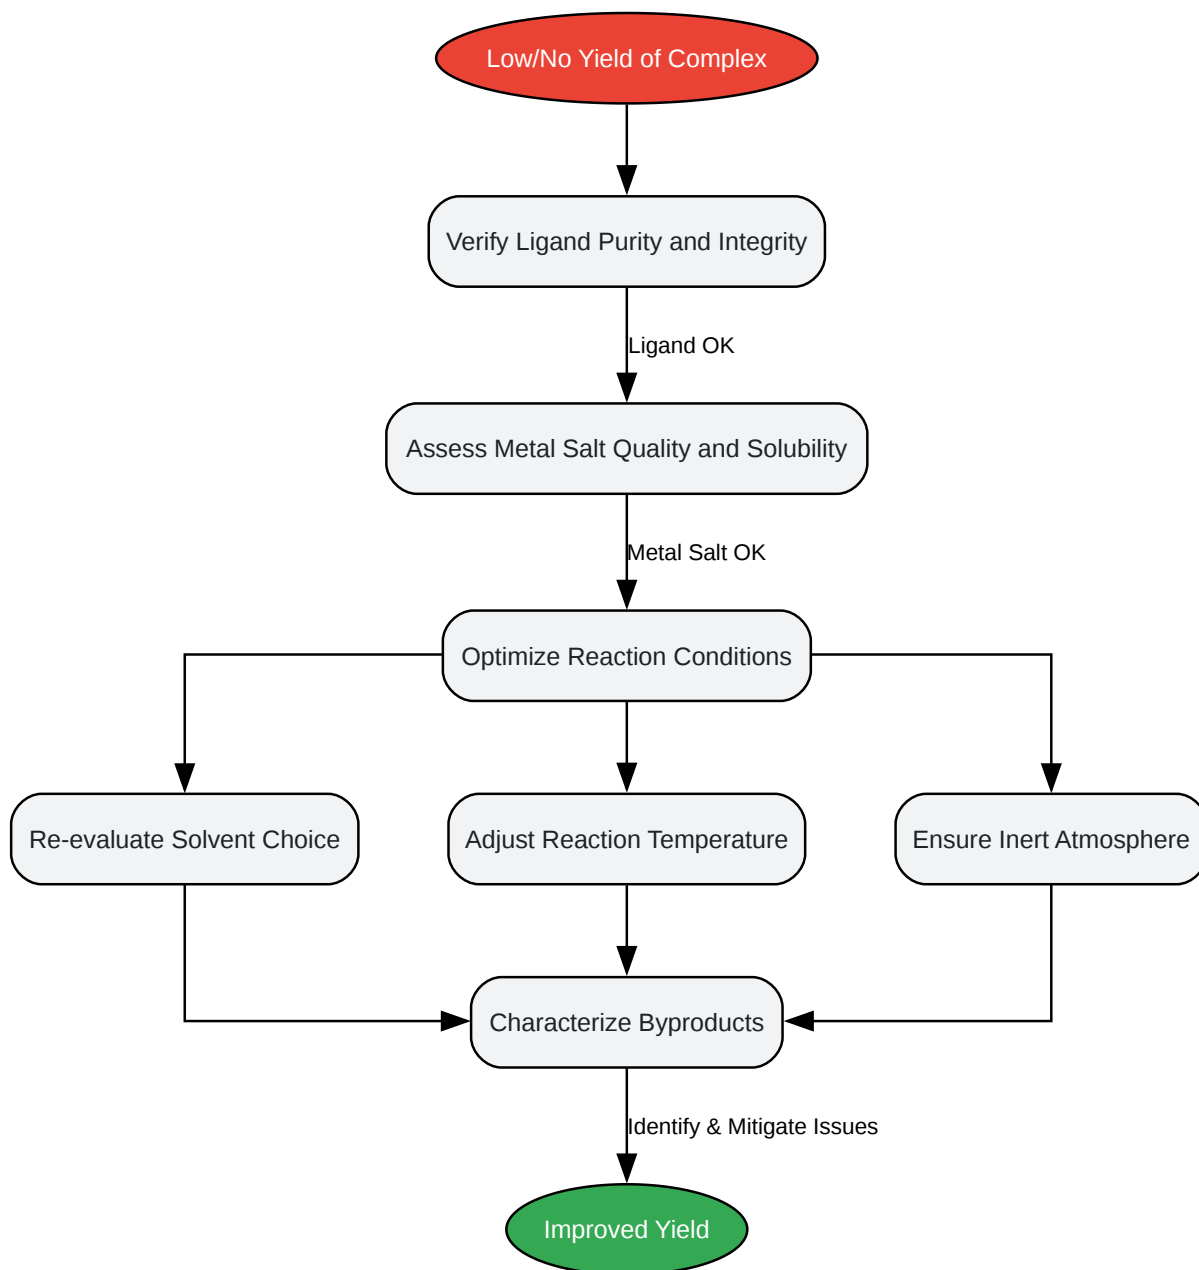 Low/No Yield of Complex
Verify Ligand Purity and Integrity
Ligand OK
Assess Metal Salt Quality and Solubility
Metal Salt OK
Optimize Reaction Conditions
Re-evaluate Solvent Choice
Adjust Reaction Temperature
Ensure Inert Atmosphere
Characterize Byproducts
Identify & Mitigate Issues
Improved Yield